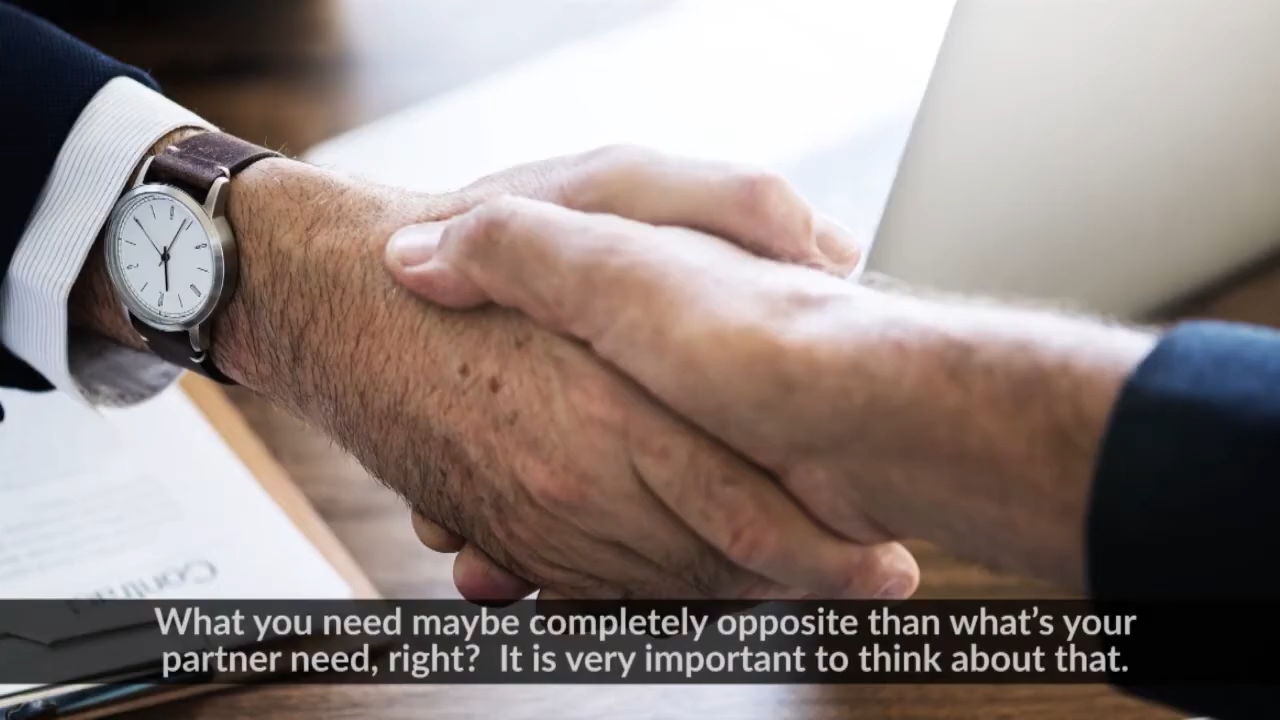 Contract
What you need maybe completely opposite than what's your
partner need, right?  It is very important to think about that.